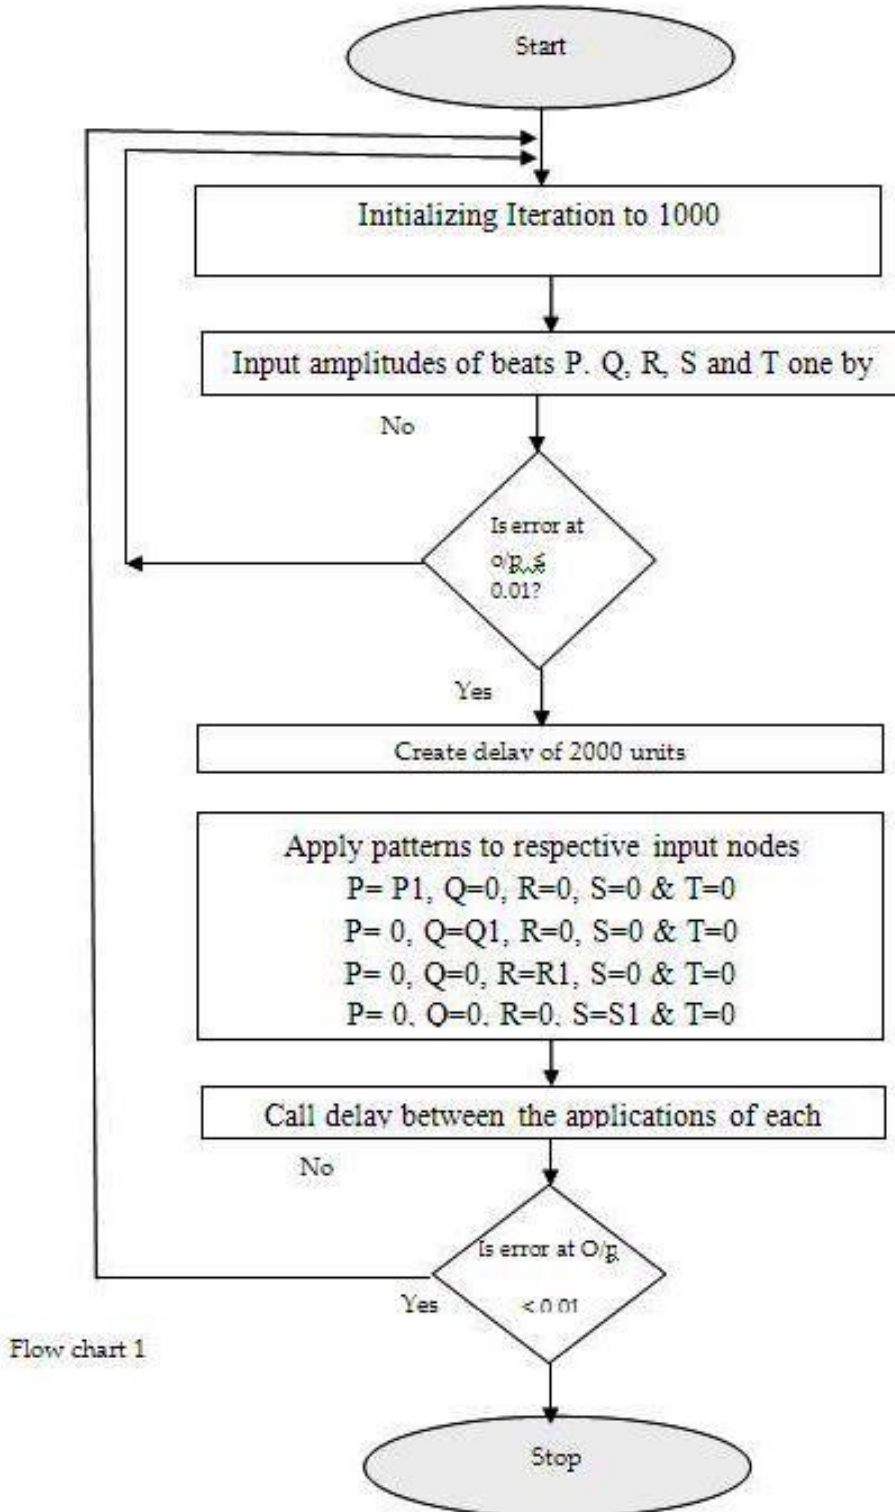 Start
Initializing Iteration to 1000
Input amplitudes of beats P. Q, R, S and T one by
No
Is error at
o/p ≤
0.01?
Yes
Create delay of 2000 units
Apply patterns to respective input nodes
P= P1, Q=0, R=0, S=0 & T=0
P= 0, Q=Q1, R=0, S=0 & T=0
P= 0, Q=0, R=R1, S=0 & T=0
P= 0, Q=0, R=0, S=S1 & T=0
Call delay between the applications of each
No
Is error at O/p
< 0.01
Yes
Flow chart 1
Stop